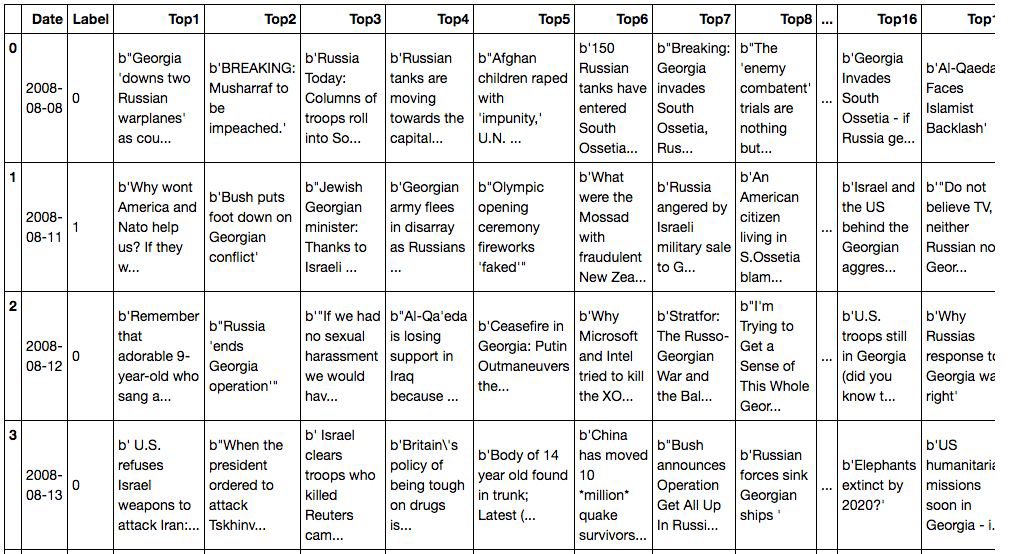 Date
Label
Top1
Top2
Top3
Top4
Top5
Top6
Top7
Top8
...
Top16
Top1
0
2008-
08-08
0
b"Georgia
'downs two
Russian
warplanes'
as cou...
b'BREAKING:
Musharraf to
be
impeached.'
b'Russia
Today:
Columns of
troops roll
into So...
b'Russian
tanks are
moving
towards the
capital...
b"Afghan
children raped
with
'impunity,'
U.N. ...
b'150
Russian
tanks have
entered
South
Ossetia...
b"Breaking:
Georgia
invades
South
Ossetia,
Rus...
b"The
'enemy
combatent'
trials are
nothing
but...
...
b'Georgia
Invades
South
Ossetia - if
Russia ge...
b'Al-Qaeda
Faces
Islamist
Backlash'
1
2008-
08-11
1
b'Why wont
America and
Nato help
us? If they
w...
b'Bush puts
foot down on
Georgian
conflict'
b"Jewish
Georgian
minister:
Thanks to
Israeli ...
b'Georgian
army flees
in disarray
as Russians
...
b"Olympic
opening
ceremony
fireworks
'faked'"
b'What
were the
Mossad
with
fraudulent
New Zea...
b'Russia
angered by
Israeli
military sale
to G...
b'An
American
citizen
living in
S.Ossetia
blam...
...
b'Israel and
the US
behind the
Georgian
aggres...
b'"Do not
believe TV,
neither
Russian no
Geor...
2
2008-
08-12
0
b'Remember
that
adorable 9-
year-old who
sang a...
b"Russia
'ends
Georgia
operation'"
b'"If we had
no sexual
harassment
we would
hav...
b"Al-Qa'eda
is losing
support in
Iraq
because ...
b'Ceasefire in
Georgia: Putin
Outmaneuvers
the...
b'Why
Microsoft
and Intel
tried to kill
the XO...
b'Stratfor:
The Russo-
Georgian
War and
the Bal...
b"I'm
Trying to
Get a
Sense of
This Whole
Geor...
...
b'U.S.
troops still
in Georgia
(did you
know t...
b'Why
Russias
response to
Georgia wa
right'
3
2008-
08-13
0
b' U.S.
refuses
Israel
weapons to
attack Iran:...
b"When the
president
ordered to
attack
Tskhinv...
b' Israel
clears
troops who
killed
Reuters
cam...
b'Britain\'s
policy of
being tough
on drugs
is...
b'Body of 14
year old found
in trunk;
Latest (...
b'China
has moved
10
*million*
quake
survivors...
b"Bush
announces
Operation
Get All Up
In Russi...
b'Russian
forces sink
Georgian
ships '
...
b'Elephants
extinct by
2020?'
b'US
humanitaria
missions
soon in
Georgia - i.